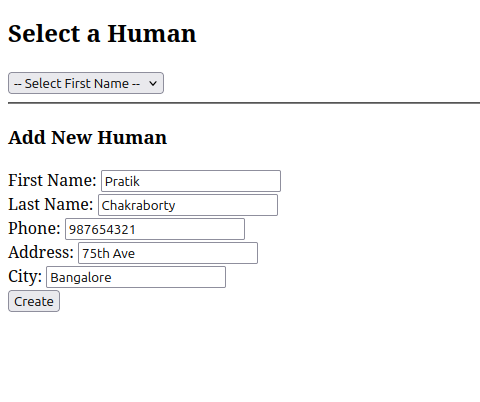 Select a Human
-- Select First Name --
Add New Human
First Name: Pratik
Last Name: Chakraborty
Phone: 987654321
Address: 75th Ave
City: Bangalore
Create